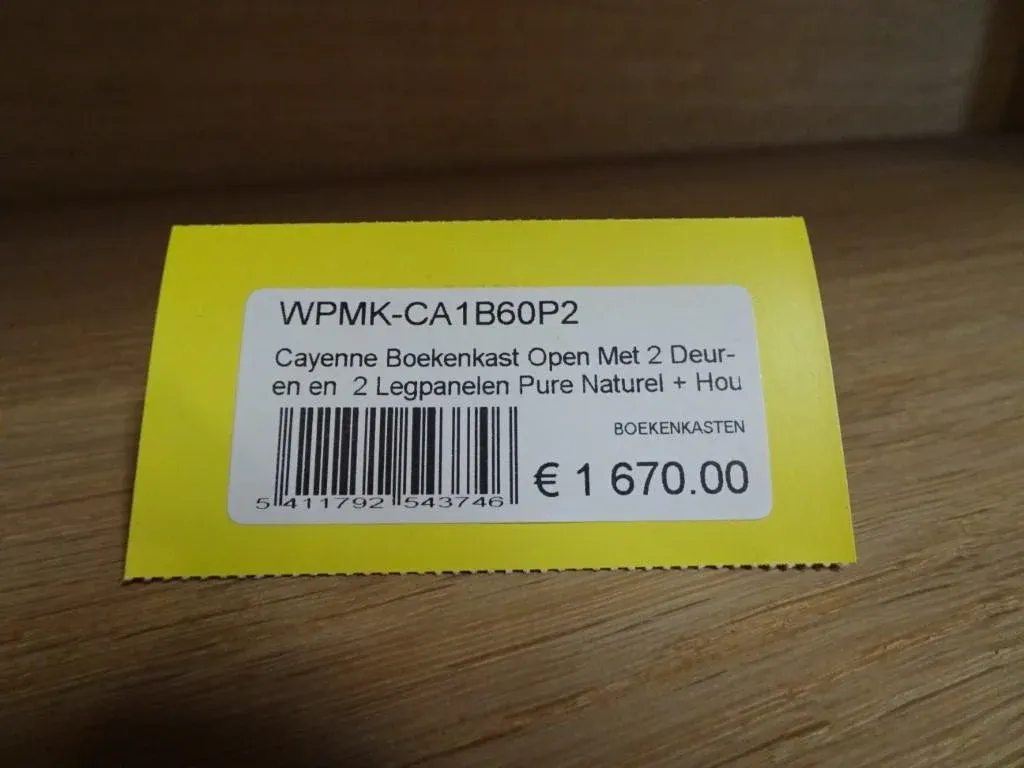 WPMK-CA1B60P2
Cayenne Boekenkast Open Met 2 Deur-
en en 2 Legpanelen Pure Naturel + Hou
BOEKENKASTEN
€ 1 670.00
5 411792 543746